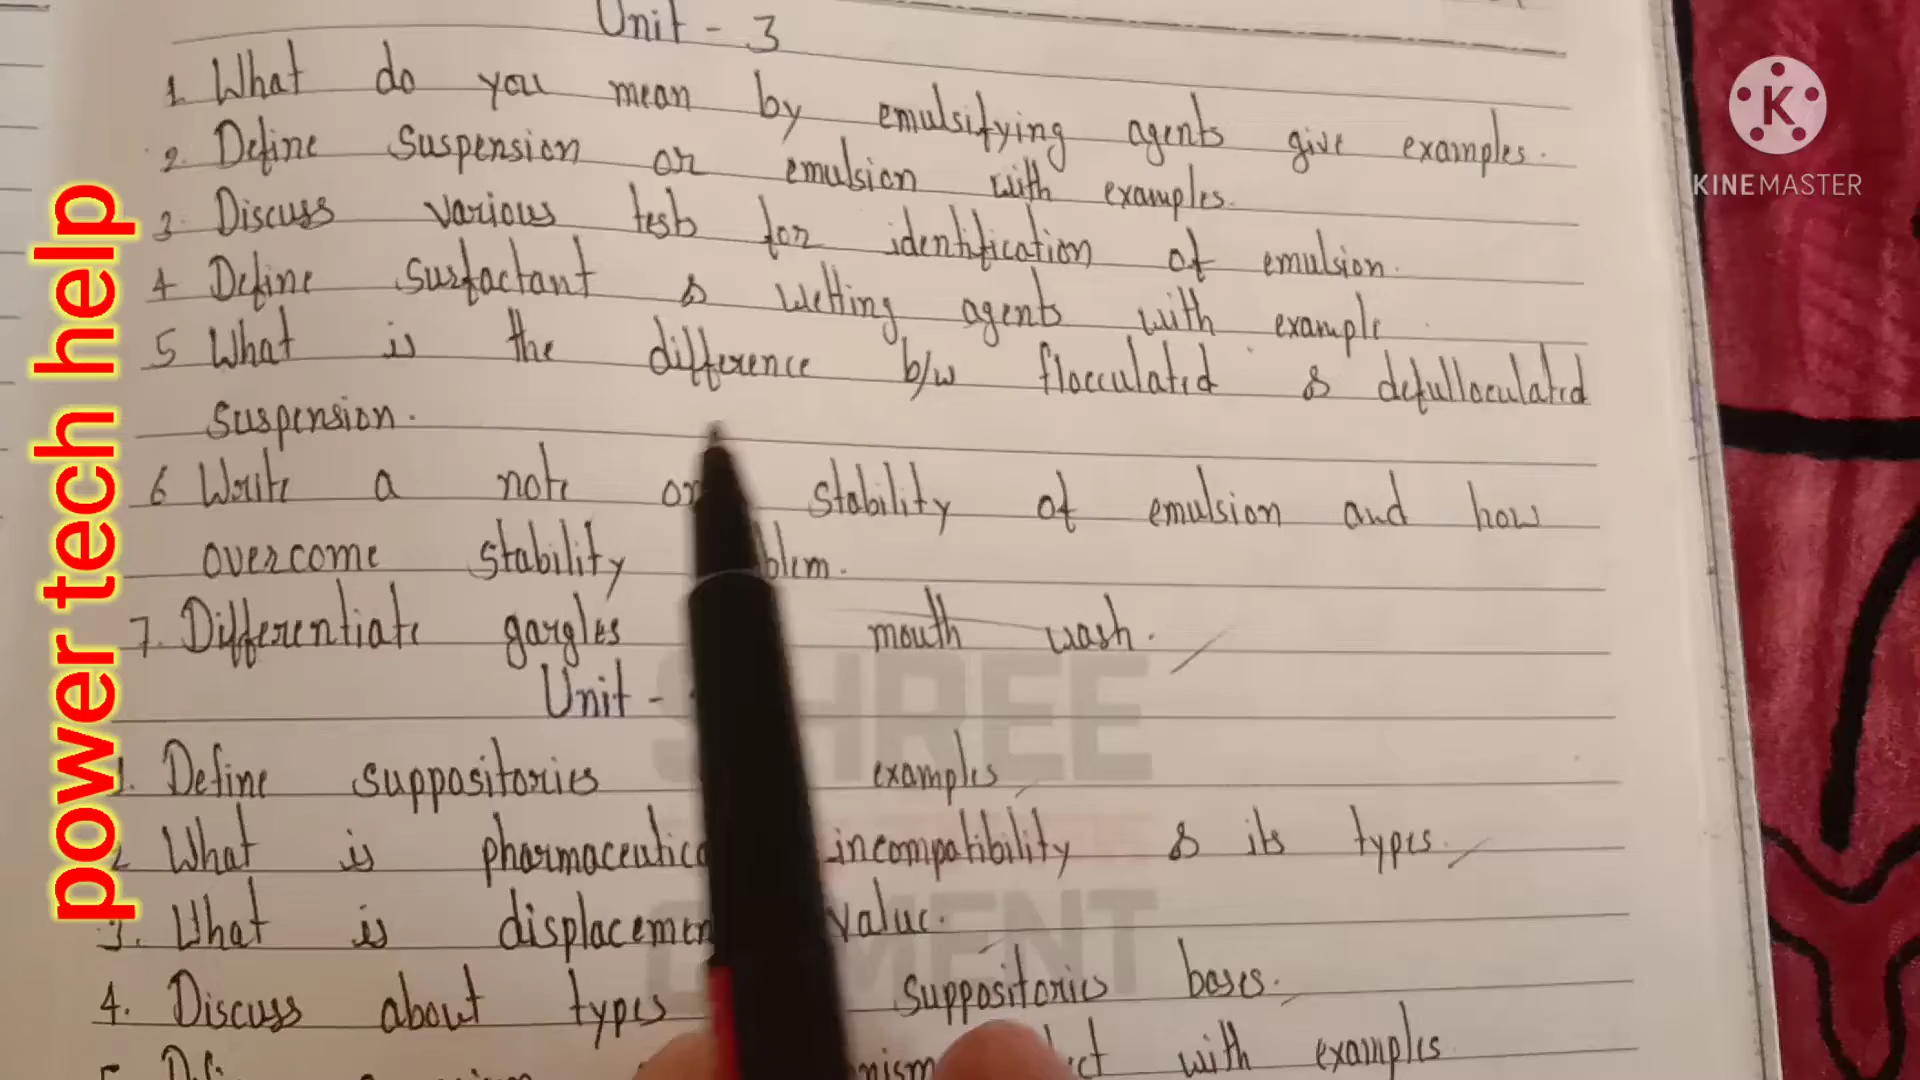 Unit - 3
1. What do you mean by emulsifying agents give examples.
2. Define Suspension or emulsion with examples.
3. Discuss various tests for identification of emulsion.
4 Define surfactant & wetting agents with example
5 What is the difference b/w flocculated & defulloculated
suspension.
6 Write a note stability of emulsion and how
overcome stability
7. Differentiate gargles mouth wash.
Unit -
1. Define suppositories examples
2 What is incompatibility & its types.
3. What is value.
4. Discuss about types suppositories bases.
with examples
power tech help
KINEMASTER
SHREE
CEMENT